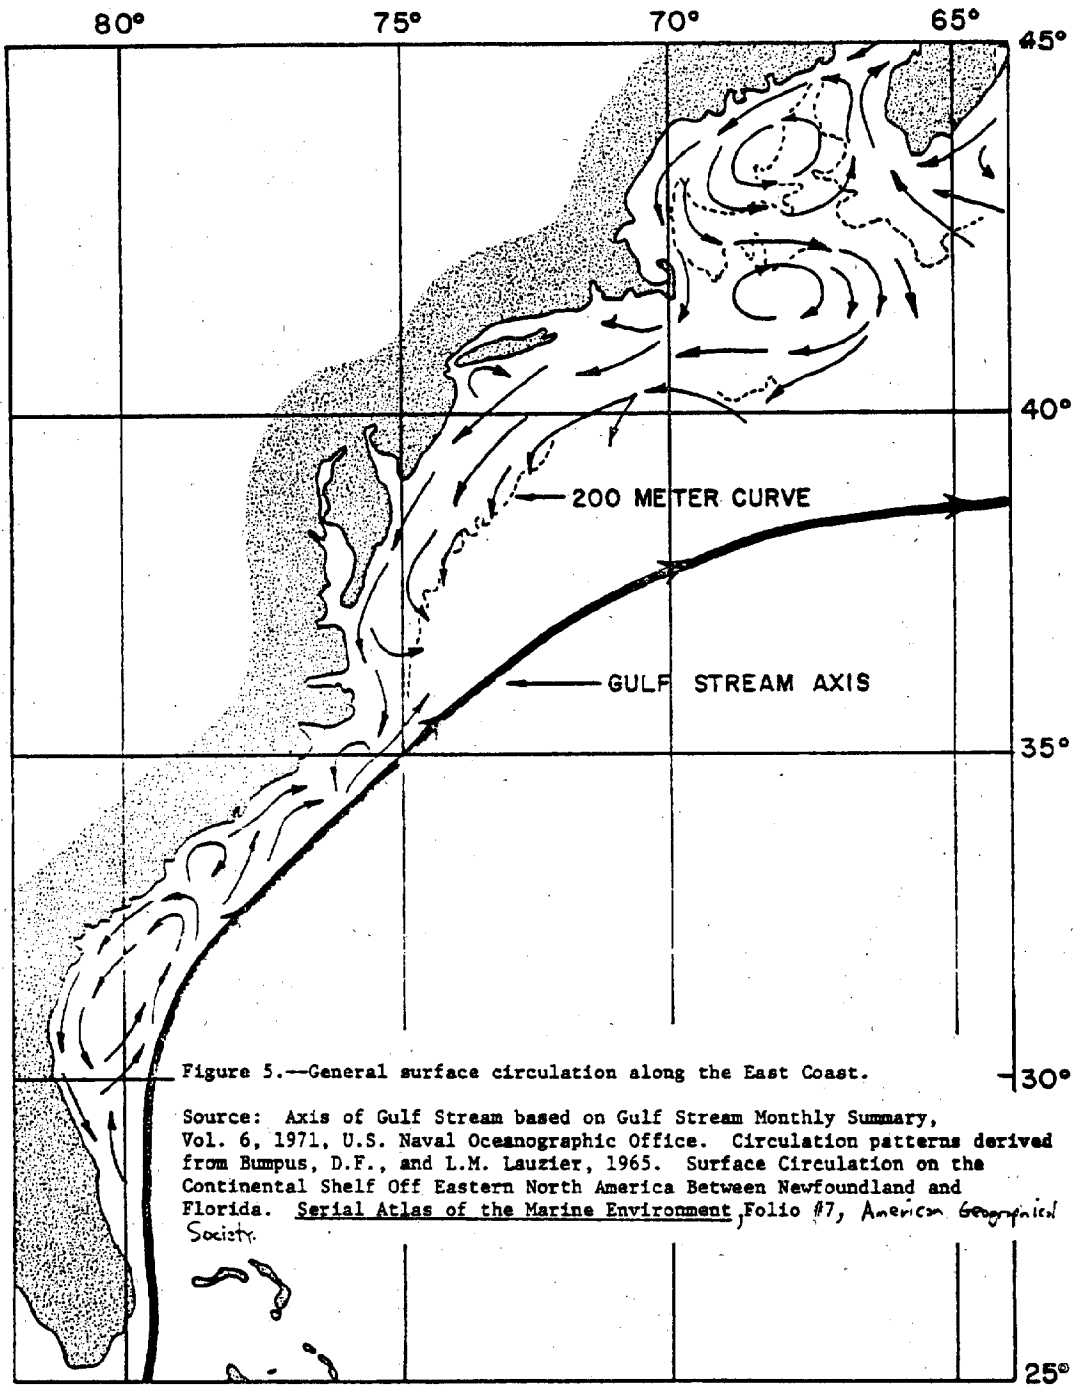 80° 75° 70° 65°
45°
40°
200 METER CURVE
GULF STREAM AXIS
35°
Figure 5.--General surface circulation along the East Coast.
30°
Source: Axis of Gulf Stream based on Gulf Stream Monthly Summary,
Vol. 6, 1971, U.S. Naval Oceanographic Office. Circulation patterns derived
from Bumpus, D.F., and L.M. Lauzier, 1965. Surface Circulation on the
Continental Shelf Off Eastern North America Between Newfoundland and
Florida. Serial Atlas of the Marine Environment, Folio #7, American Geographical
Society.
25°